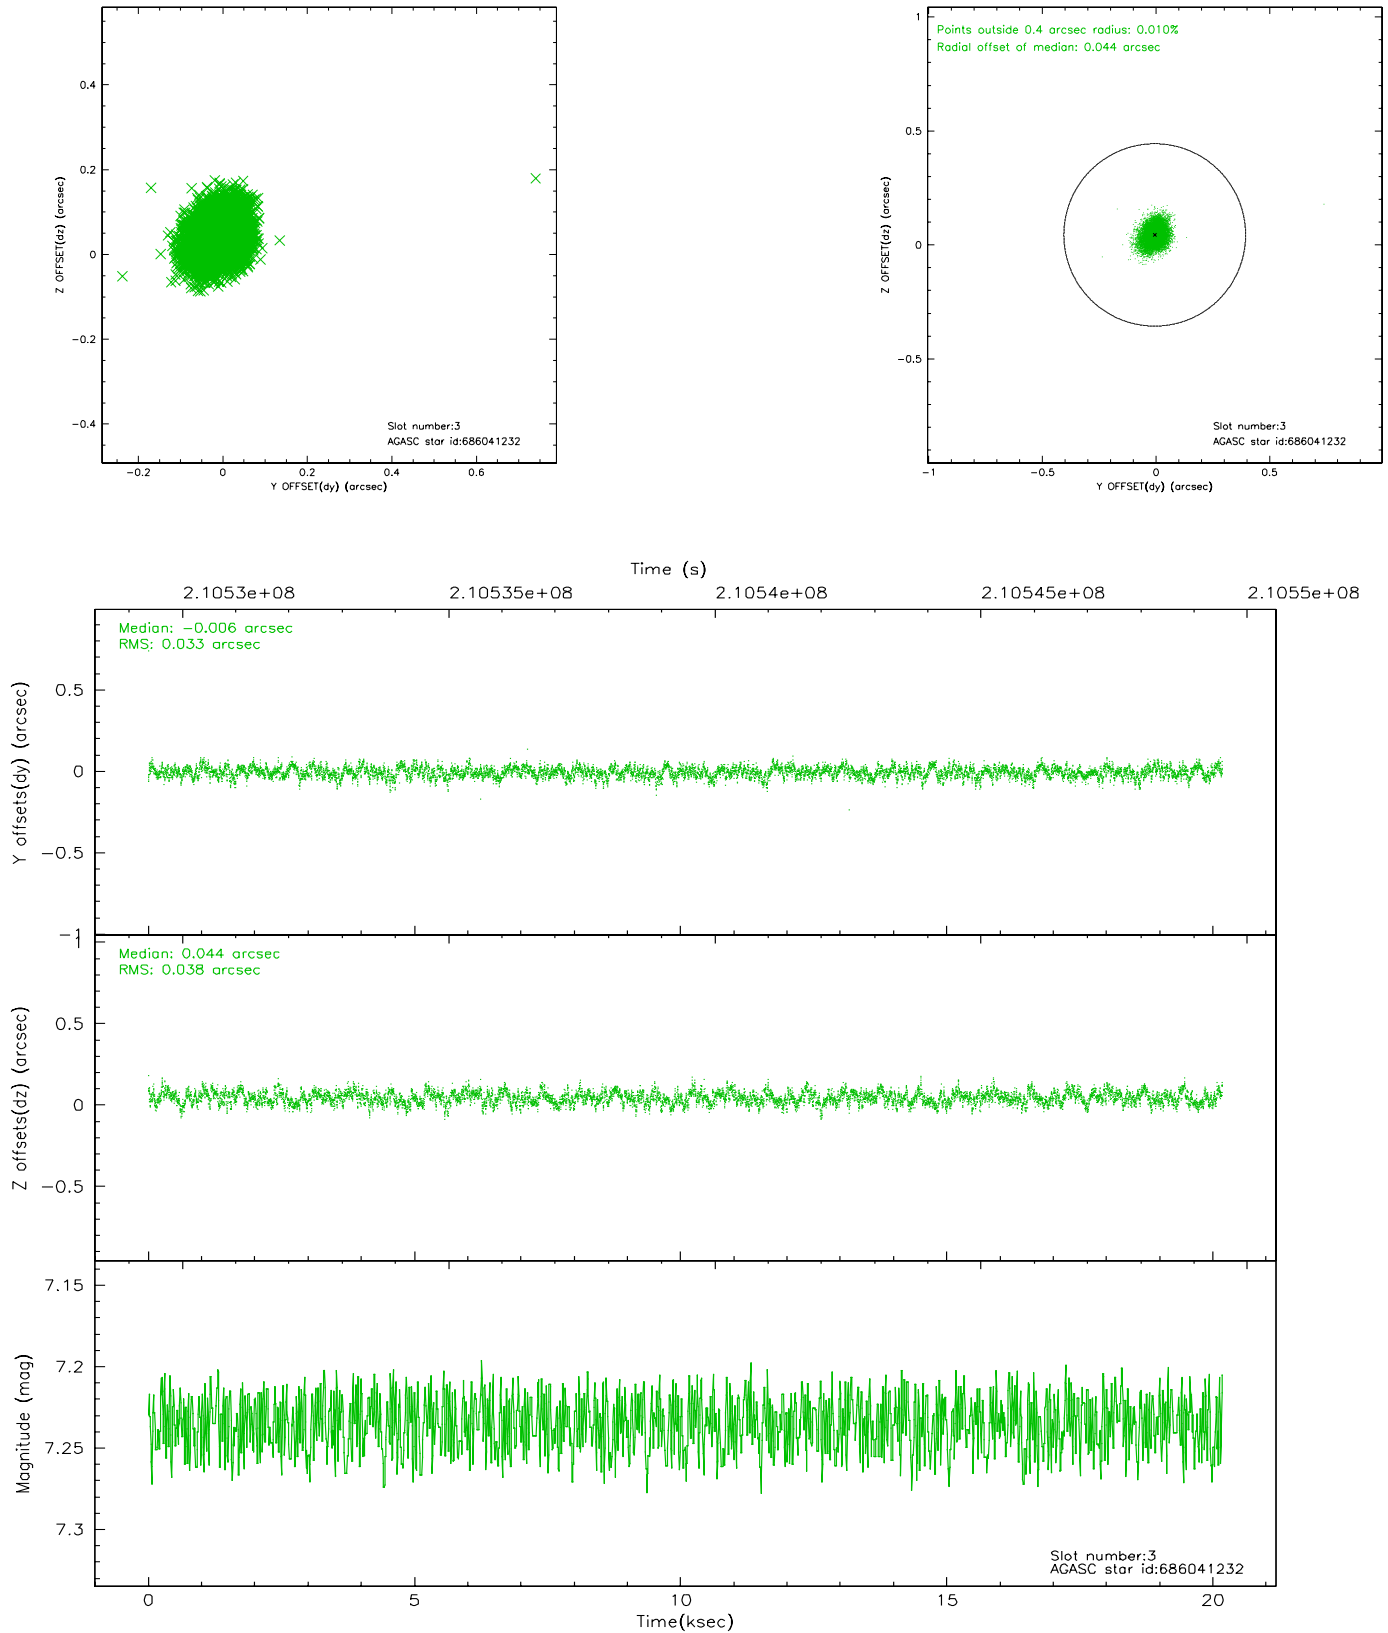 0.4
0.2
0
-0.2
-0.4
Z OFFSET(dz) (arcsec)
Slot number:3
AGASC star id:686041232
-0.2 0 0.2 0.4 0.6
Y OFFSET(dy) (arcsec)
Points outside 0.4 arcsec radius: 0.010%
Radial offset of median: 0.044 arcsec
1
0.5
0
-0.5
Z OFFSET(dz) (arcsec)
Slot number:3
AGASC star id:686041232
-1 -0.5 0 0.5
Y OFFSET(dy) (arcsec)
Time (s)
2.1053e+08 2.10535e+08 2.1054e+08 2.10545e+08 2.1055e+08
Median: -0.006 arcsec
RMS: 0.033 arcsec
0.5
0
-0.5
-1
Y offsets(dy) (arcsec)
Median: 0.044 arcsec
RMS: 0.038 arcsec
1
0.5
0
-0.5
Z offsets(dz) (arcsec)
7.15
7.2
7.25
7.3
Magnitude (mag)
Slot number:3
AGASC star id:686041232
0 5 10 15 20
Time(ksec)